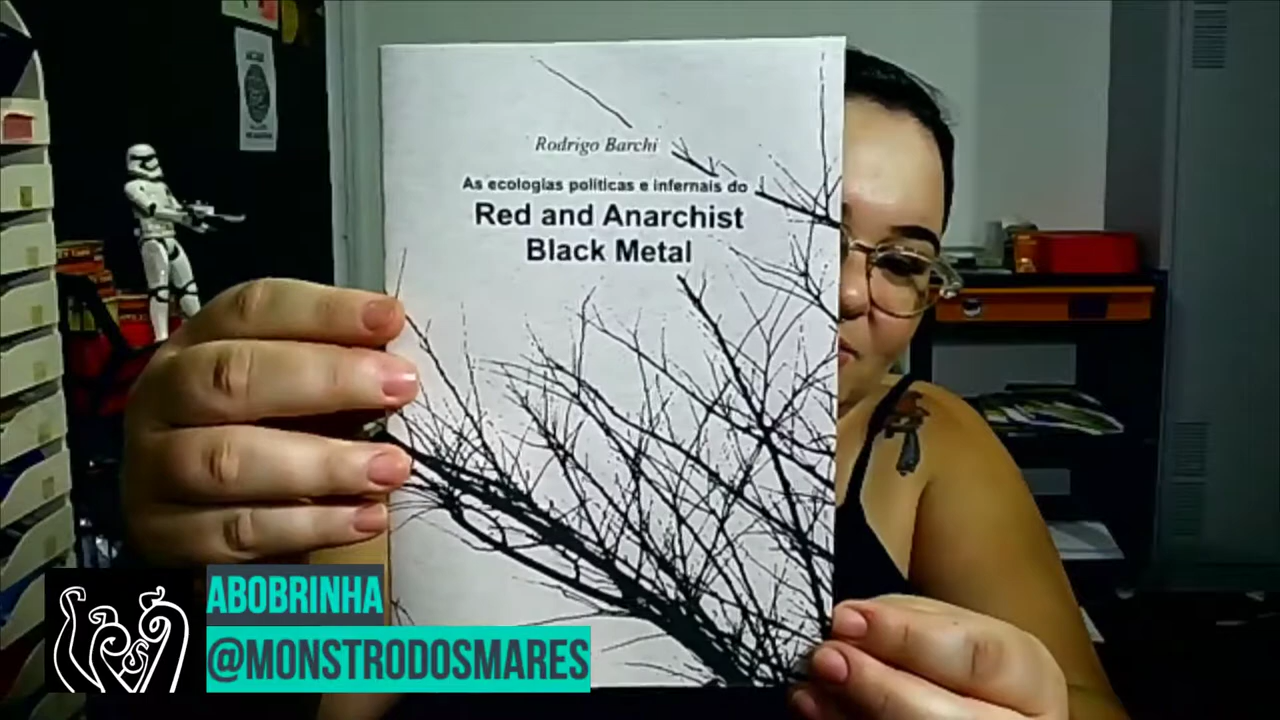 Rodrigo Barchi
As ecologias políticas e infernais do
Red and Anarchist
Black Metal
ABOBRINHA
@MONSTRODOSMARES